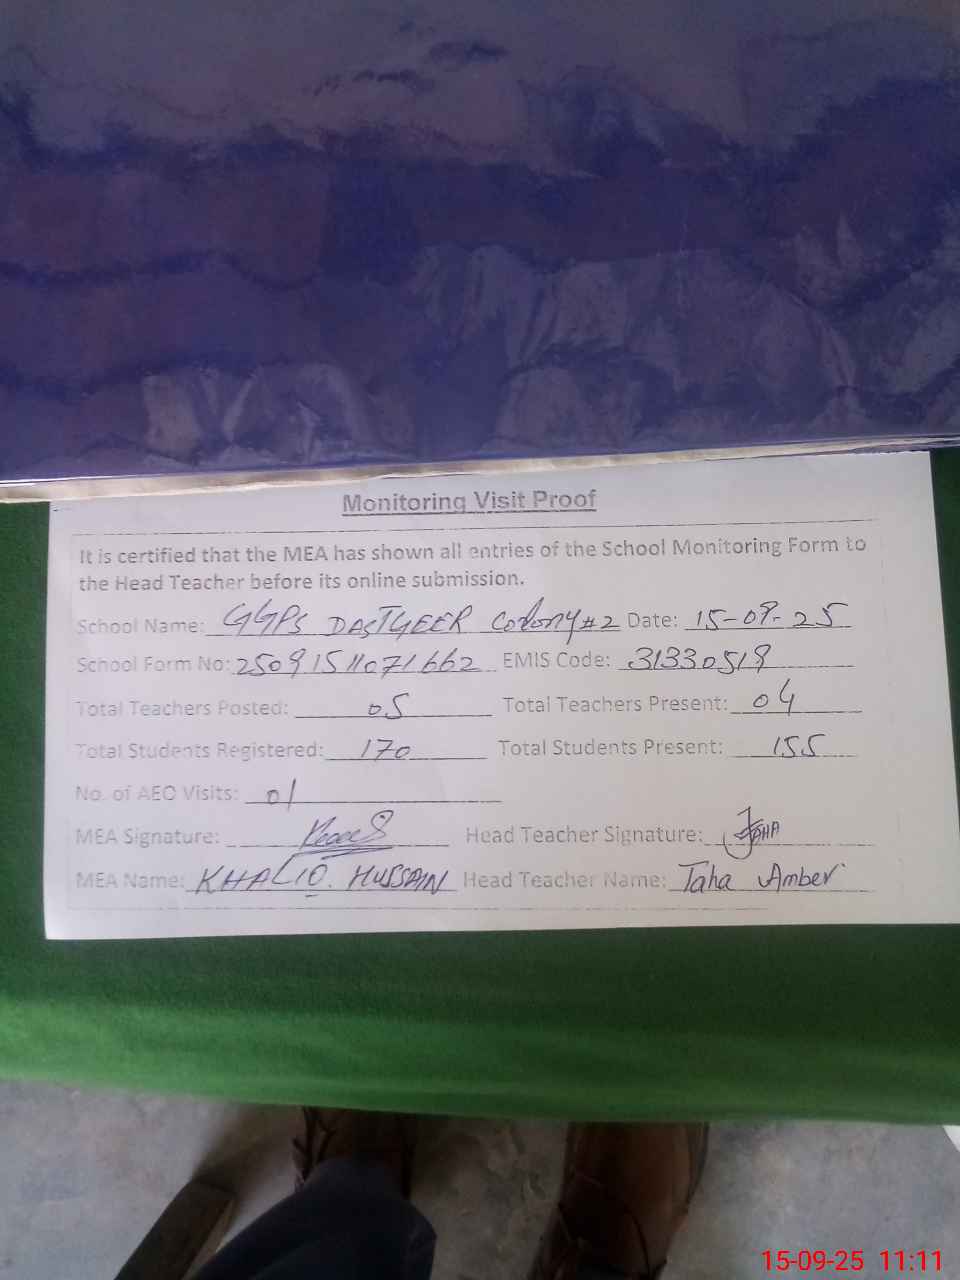 Monitoring Visit Proof
It is certified that the MEA has shown all entries of the School Monitoring Form to
the Head Teacher before its online submission.
School Name: GGPS DASTGEER Colony #2 Date: 15-09-25
School Form No: 25091511071662 EMIS Code: 31330519
Total Teachers Posted: 05 Total Teachers Present: 04
Total Students Registered: 170 Total Students Present: 155
No. of AEO Visits: 01
MEA Signature: Head Teacher Signature: TAHA
MEA Name: KHALID. HUSSAIN Head Teacher Name: Taha Amber
15-09-25 11:11